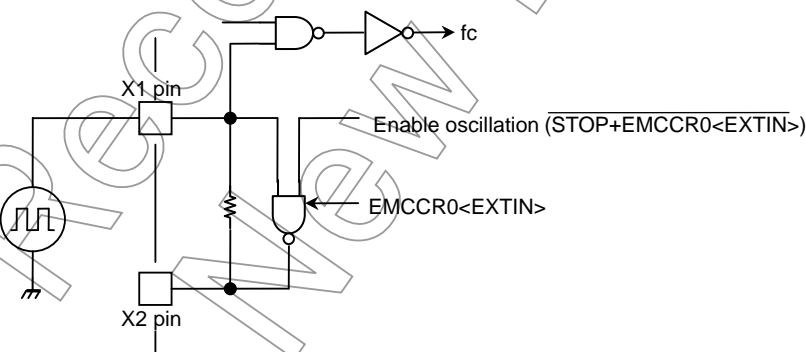 fc
X1 pin
Enable oscillation (STOP+EMCCR0<EXTIN>)
EMCCR0<EXTIN>
X2 pin